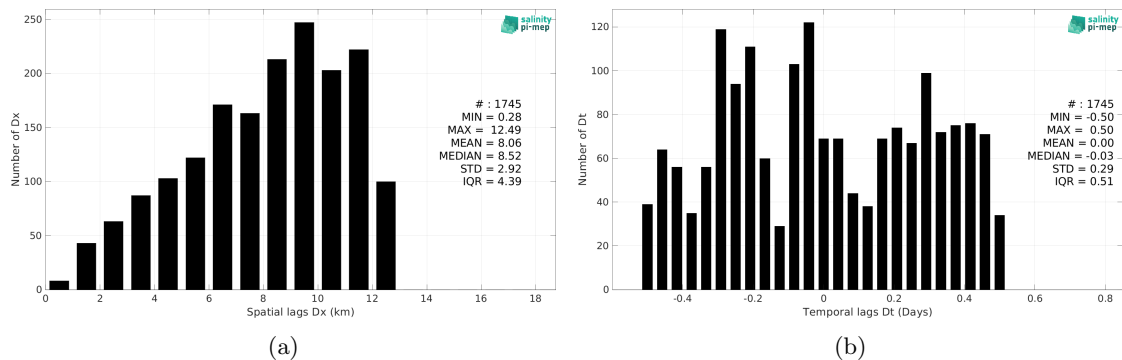 250
200
150
100
50
0
Number of Dx
0 2 4 6 8 10 12 14 16 18
Spatial lags Dx (km)
salinity
pi-mep
# : 1745
MIN = 0.28
MAX = 12.49
MEAN = 8.06
MEDIAN = 8.52
STD = 2.92
IQR = 4.39
(a)
120
100
80
60
40
20
0
Number of Dt
-0.4 -0.2 0 0.2 0.4 0.6 0.8
Temporal lags Dt (Days)
salinity
pi-mep
# : 1745
MIN = -0.50
MAX = 0.50
MEAN = 0.00
MEDIAN = -0.03
STD = 0.29
IQR = 0.51
(b)